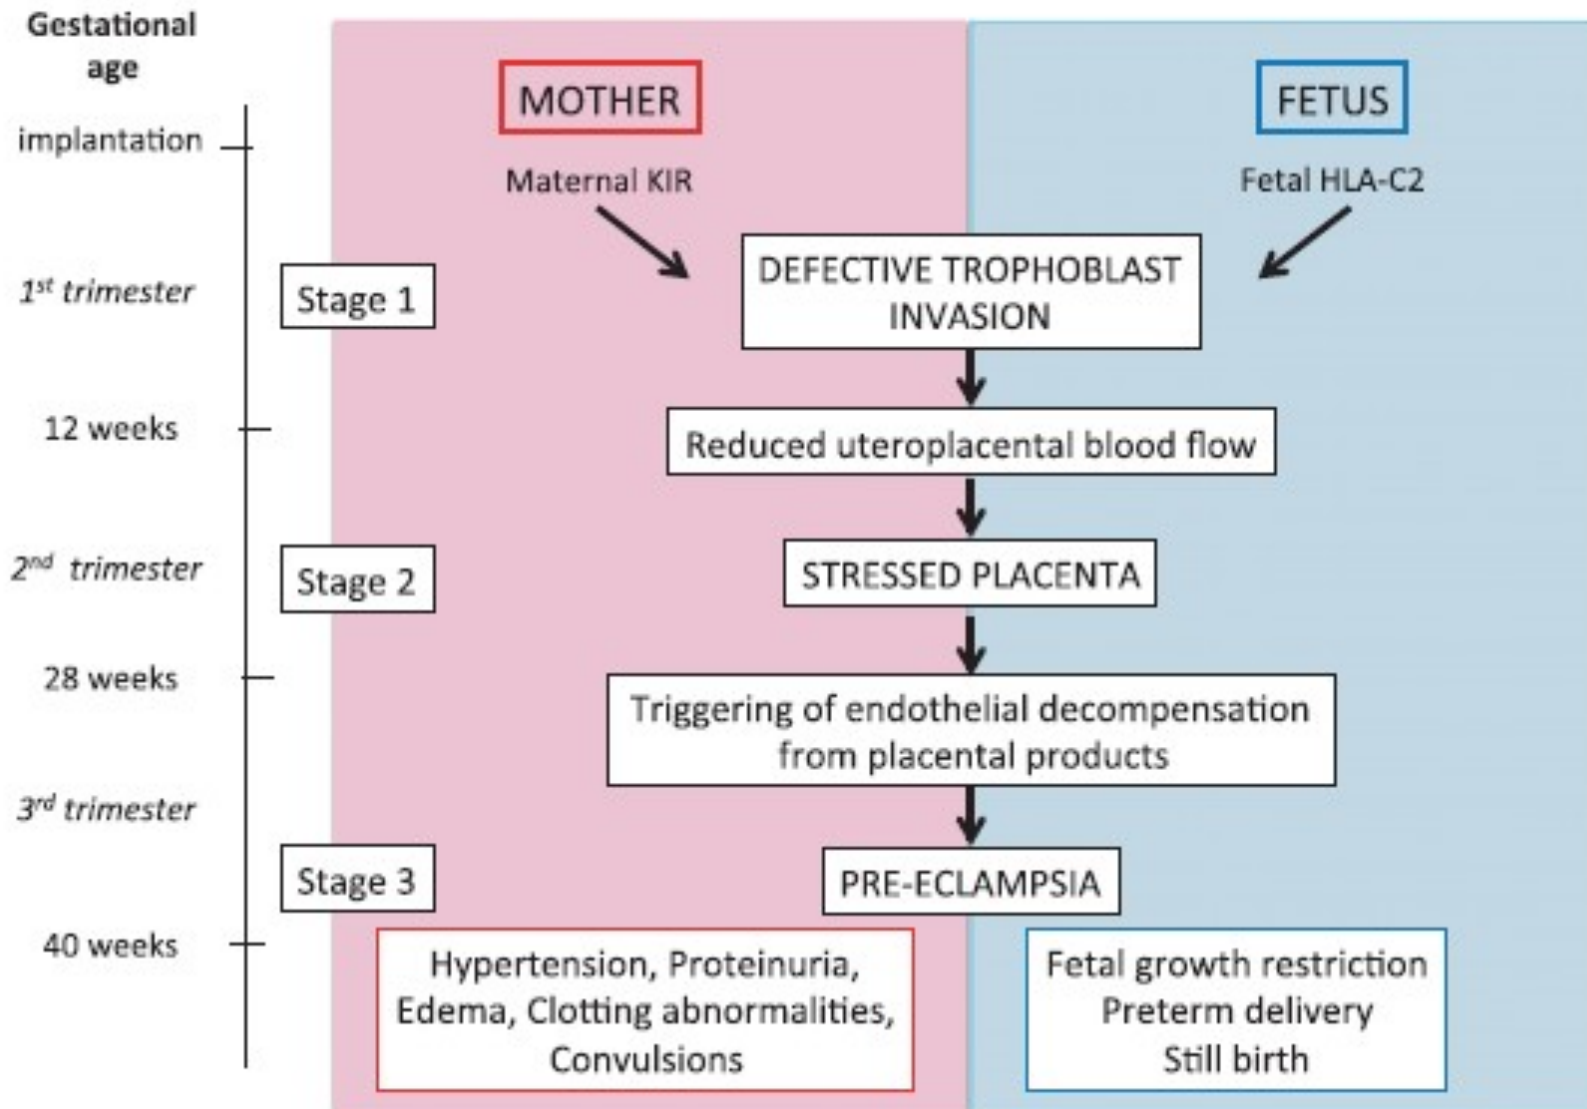 Gestational
age
MOTHER
FETUS
implantation
Maternal KIR
Fetal HLA-C2
1st trimester
Stage 1
DEFECTIVE TROPHOBLAST
INVASION
12 weeks
Reduced uteroplacental blood flow
2nd trimester
Stage 2
STRESSED PLACENTA
28 weeks
Triggering of endothelial decompensation
from placental products
3rd trimester
Stage 3
PRE-ECLAMPSIA
40 weeks
Hypertension, Proteinuria,
Edema, Clotting abnormalities,
Convulsions
Fetal growth restriction
Preterm delivery
Still birth